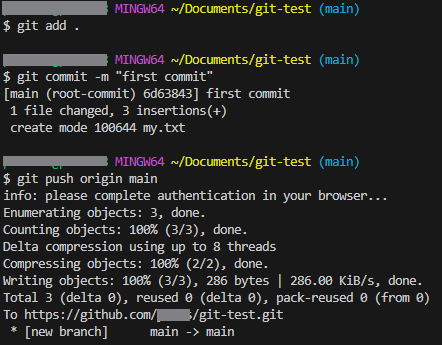 MINGW64 ~/Documents/git-test (main)
$ git add .
MINGW64 ~/Documents/git-test (main)
$ git commit -m "first commit"
[main (root-commit) 6d63843] first commit
1 file changed, 3 insertions(+)
create mode 100644 my.txt
MINGW64 ~/Documents/git-test (main)
$ git push origin main
info: please complete authentication in your browser...
Enumerating objects: 3, done.
Counting objects: 100% (3/3), done.
Delta compression using up to 8 threads
Compressing objects: 100% (2/2), done.
Writing objects: 100% (3/3), 286 bytes | 286.00 KiB/s, done.
Total 3 (delta 0), reused 0 (delta 0), pack-reused 0 (from 0)
To https://github.com/ /git-test.git
* [new branch] main -> main